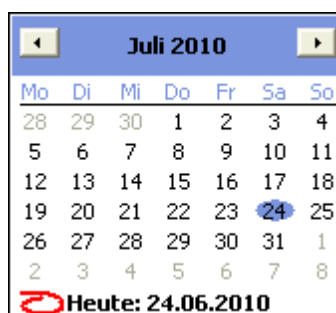 Juli 2010
Mo Di Mi Do Fr Sa So
28 29 30 1 2 3 4
5 6 7 8 9 10 11
12 13 14 15 16 17 18
19 20 21 22 23 24 25
26 27 28 29 30 31 1
2 3 4 5 6 7 8
Heute: 24.06.2010